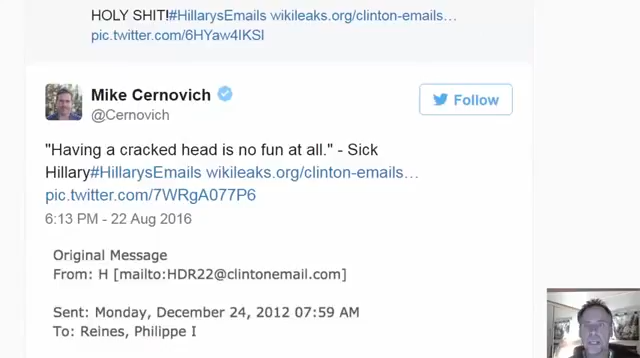 HOLY SHIT!#HillarysEmails wikileaks.org/clinton-emails…
pic.twitter.com/6HYaw4IKSI
Mike Cernovich
@Cernovich
Follow
"Having a cracked head is no fun at all." - Sick
Hillary#HillarysEmails wikileaks.org/clinton-emails…
pic.twitter.com/7WRgA077P6
6:13 PM - 22 Aug 2016
Original Message
From: H [mailto:HDR22@clintonemail.com]
Sent: Monday, December 24, 2012 07:59 AM
To: Reines, Philippe I